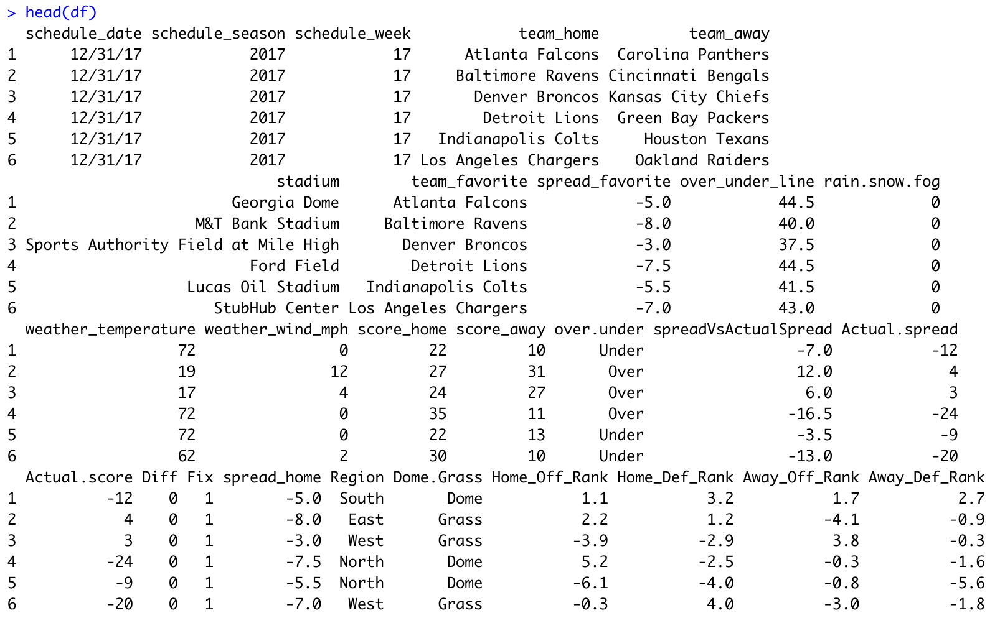 > head(df)
  schedule_date schedule_season schedule_week            team_home          team_away
1      12/31/17            2017            17      Atlanta Falcons  Carolina Panthers
2      12/31/17            2017            17     Baltimore Ravens Cincinnati Bengals
3      12/31/17            2017            17       Denver Broncos Kansas City Chiefs
4      12/31/17            2017            17        Detroit Lions  Green Bay Packers
5      12/31/17            2017            17   Indianapolis Colts     Houston Texans
6      12/31/17            2017            17 Los Angeles Chargers    Oakland Raiders
                              stadium        team_favorite spread_favorite over_under_line rain.snow.fog
1                        Georgia Dome      Atlanta Falcons            -5.0            44.5             0
2                    M&T Bank Stadium     Baltimore Ravens            -8.0            40.0             0
3 Sports Authority Field at Mile High       Denver Broncos            -3.0            37.5             0
4                          Ford Field        Detroit Lions            -7.5            44.5             0
5                   Lucas Oil Stadium   Indianapolis Colts            -5.5            41.5             0
6                      StubHub Center Los Angeles Chargers            -7.0            43.0             0
  weather_temperature weather_wind_mph score_home score_away over.under spreadVsActualSpread Actual.spread
1                  72                0         22         10      Under                 -7.0           -12
2                  19               12         27         31       Over                 12.0             4
3                  17                4         24         27       Over                  6.0             3
4                  72                0         35         11       Over                -16.5           -24
5                  72                0         22         13      Under                 -3.5            -9
6                  62                2         30         10      Under                -13.0           -20
  Actual.score Diff Fix spread_home Region Dome.Grass Home_Off_Rank Home_Def_Rank Away_Off_Rank Away_Def_Rank
1          -12    0   1        -5.0  South       Dome           1.1           3.2           1.7           2.7
2            4    0   1        -8.0   East      Grass           2.2           1.2          -4.1          -0.9
3            3    0   1        -3.0   West      Grass          -3.9          -2.9           3.8          -0.3
4          -24    0   1        -7.5  North       Dome           5.2          -2.5          -0.3          -1.6
5           -9    0   1        -5.5  North       Dome          -6.1          -4.0          -0.8          -5.6
6          -20    0   1        -7.0   West      Grass          -0.3           4.0          -3.0          -1.8